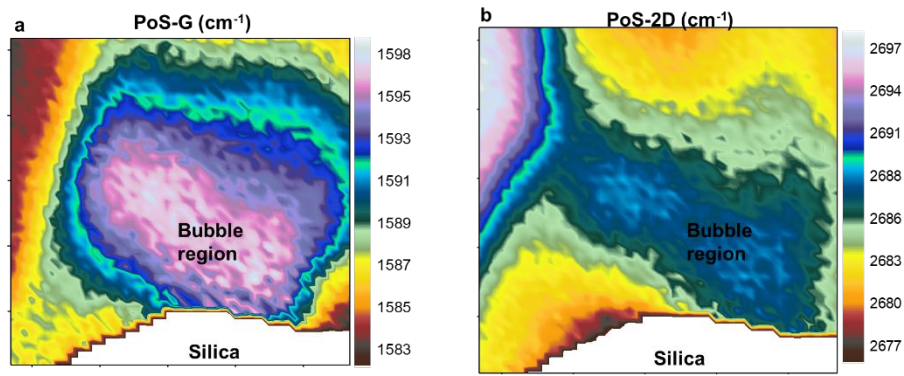 a
PoS-G (cm⁻¹)
1598
1595
1593
1591
1589
1587
1585
1583
Bubble
region
Silica
b
PoS-2D (cm⁻¹)
2697
2694
2691
2688
2686
2683
2680
2677
Bubble
region
Silica